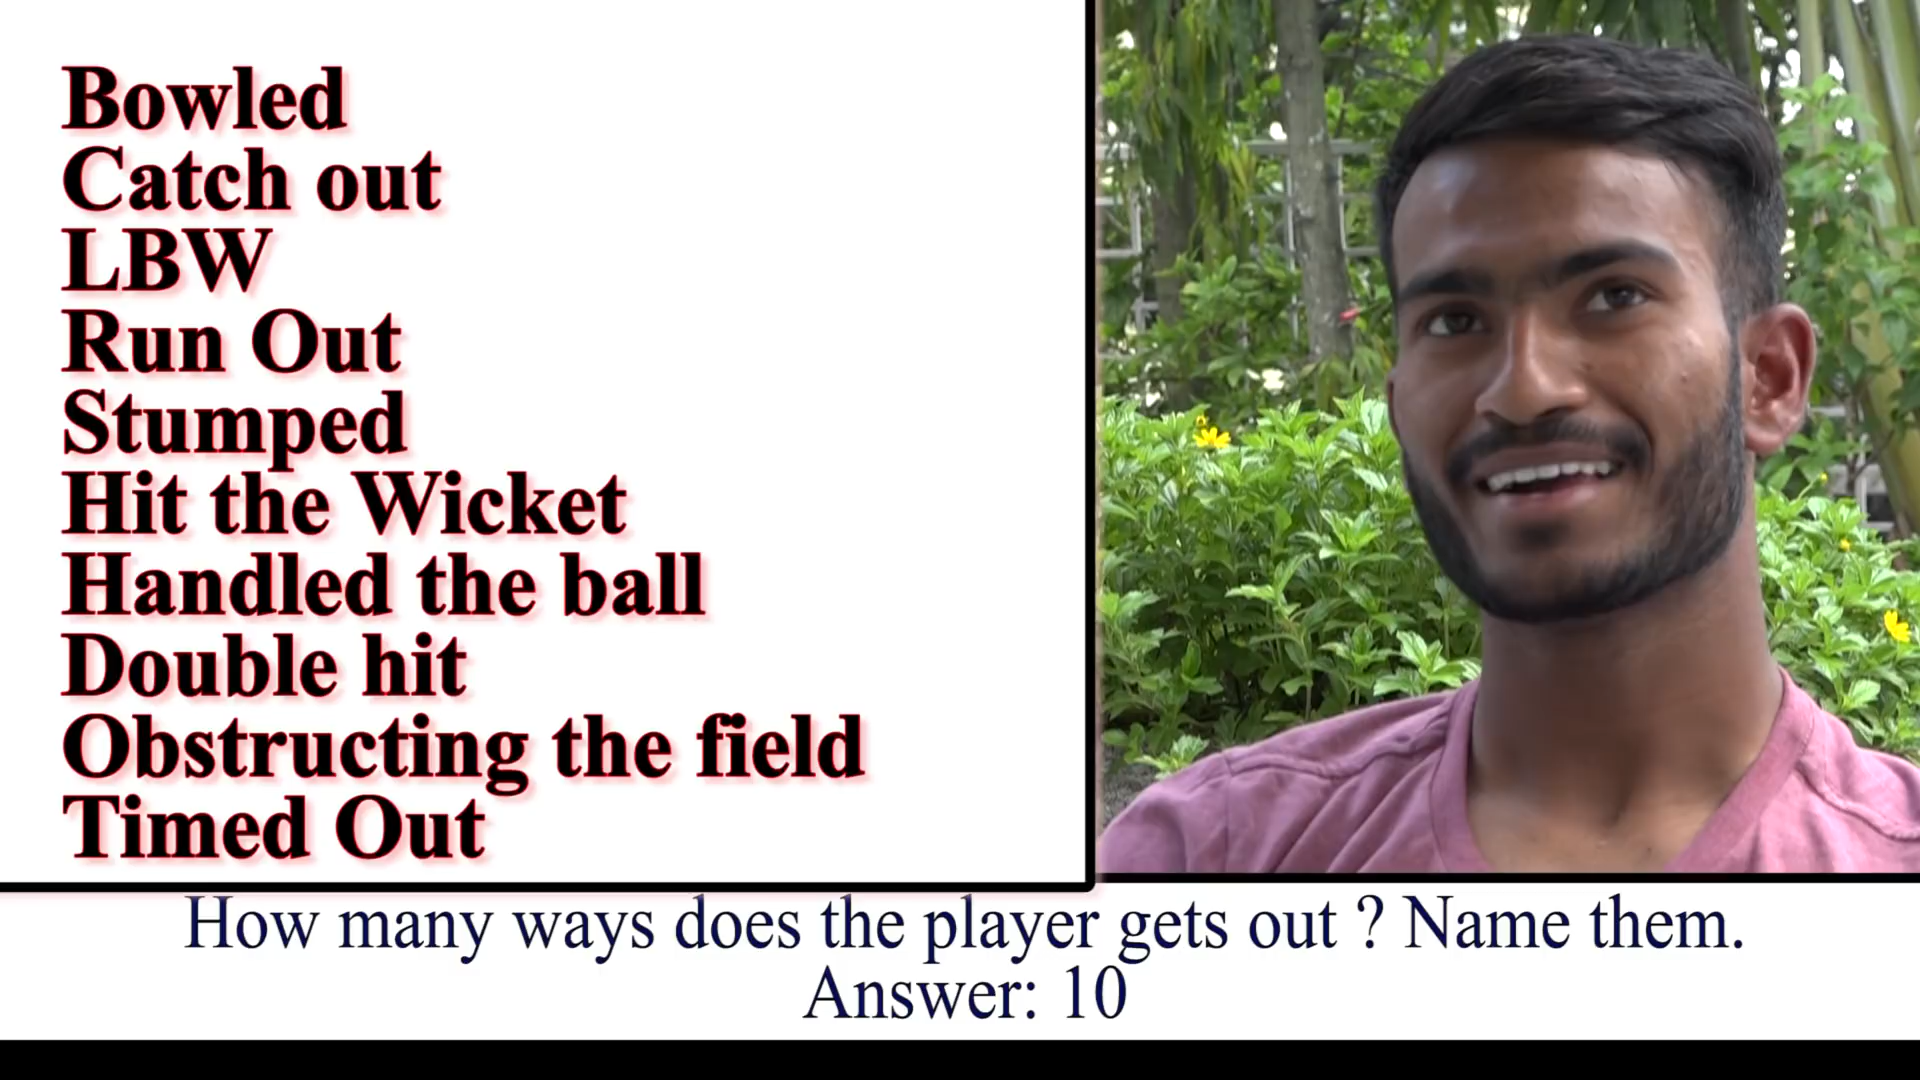 Bowled
Catch out
LBW
Run Out
Stumped
Hit the Wicket
Handled the ball
Double hit
Obstructing the field
Timed Out
How many ways does the player gets out ? Name them.
Answer: 10